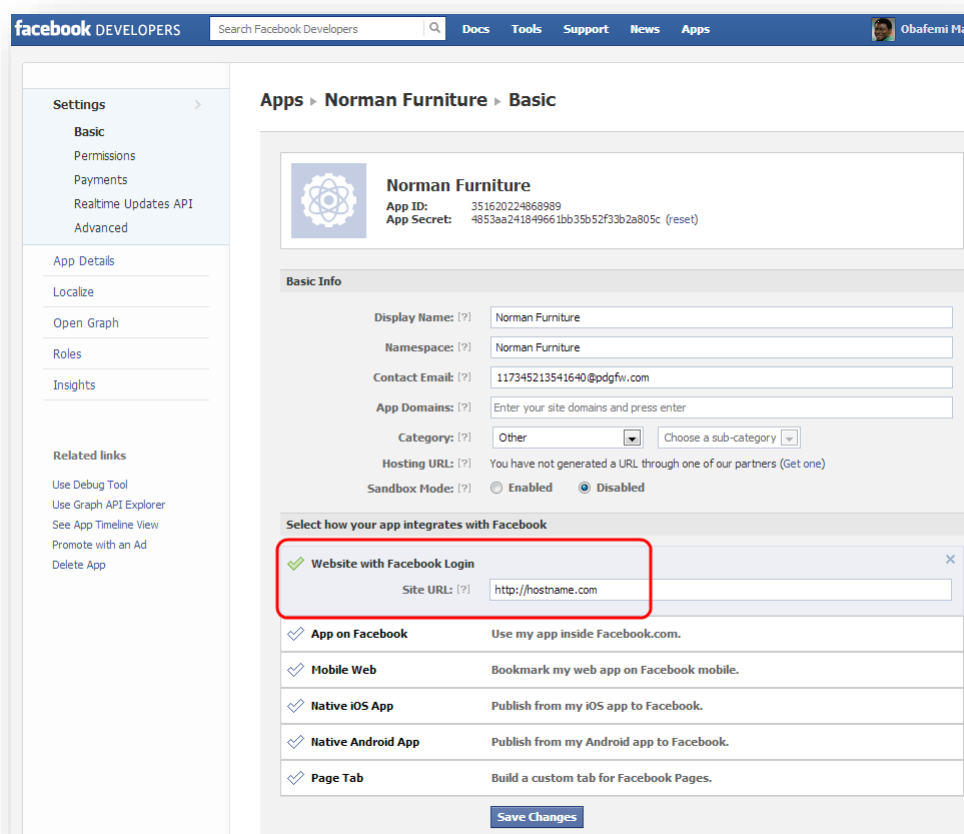 facebook DEVELOPERS
Search Facebook Developers
Docs Tools Support News Apps
Obafemi Ma
Settings
Basic
Permissions
Payments
Realtime Updates API
Advanced
App Details
Localize
Open Graph
Roles
Insights
Related links
Use Debug Tool
Use Graph API Explorer
See App Timeline View
Promote with an Ad
Delete App
Apps ▸ Norman Furniture ▸ Basic
Norman Furniture
App ID: 351620224868989
App Secret: 4853aa241849661bb35b52f33b2a805c (reset)
Basic Info
Display Name: [?] Norman Furniture
Namespace: [?] Norman Furniture
Contact Email: [?] 117345213541640@pdgfw.com
App Domains: [?] Enter your site domains and press enter
Category: [?] Other Choose a sub-category
Hosting URL: [?] You have not generated a URL through one of our partners (Get one)
Sandbox Mode: [?] Enabled Disabled
Select how your app integrates with Facebook
Website with Facebook Login
Site URL: [?] http://hostname.com
App on Facebook Use my app inside Facebook.com.
Mobile Web Bookmark my web app on Facebook mobile.
Native iOS App Publish from my iOS app to Facebook.
Native Android App Publish from my Android app to Facebook.
Page Tab Build a custom tab for Facebook Pages.
Save Changes